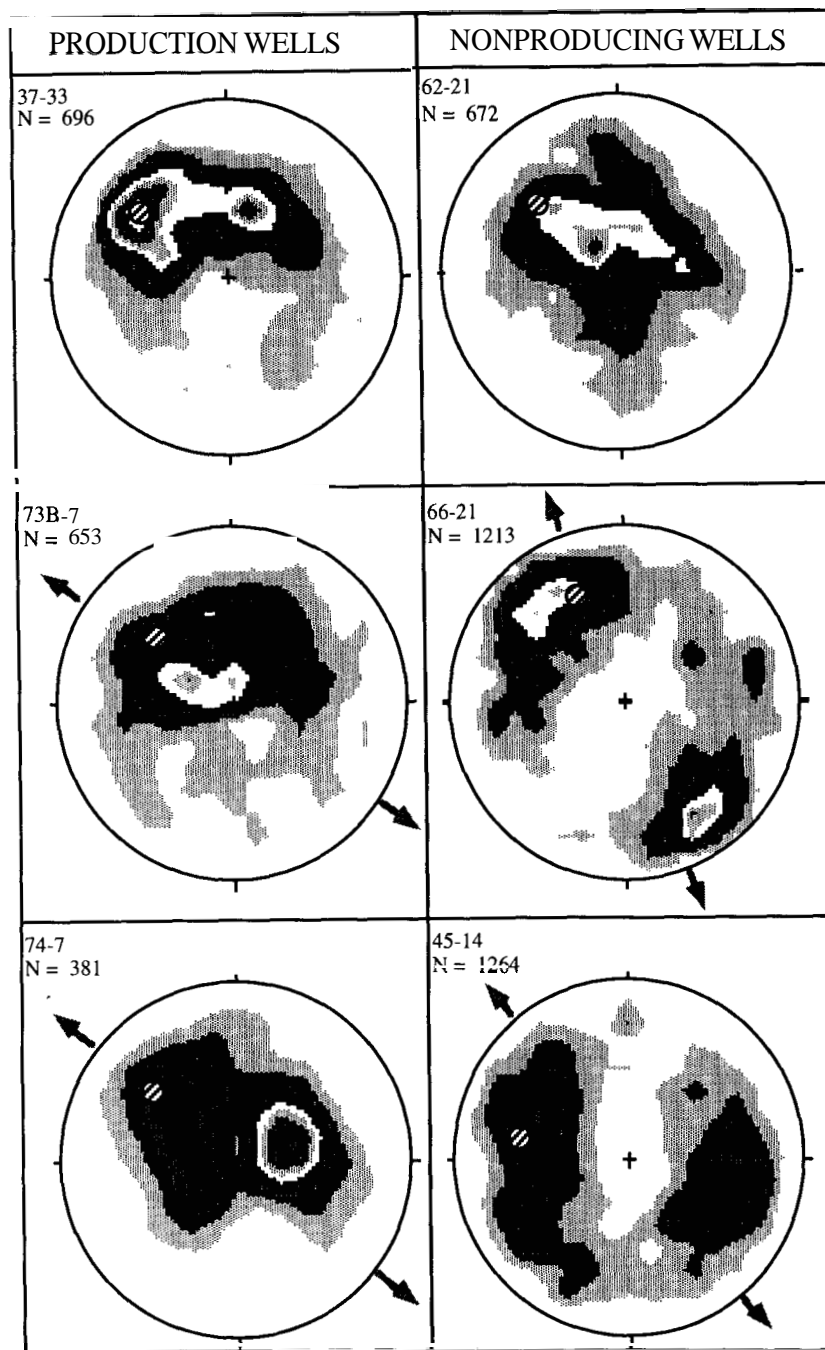 PRODUCTION WELLS
NONPRODUCING WELLS
37-33
N = 696
62-21
N = 672
73B-7
N = 653
66-21
N = 1213
74-7
N = 381
45-14
N = 1264